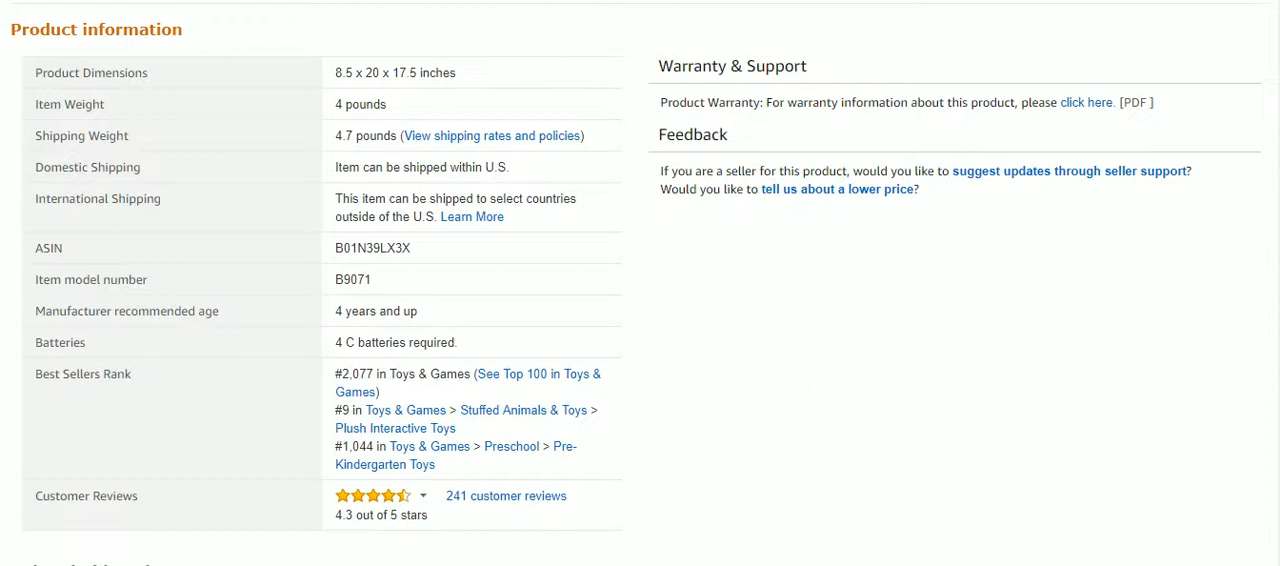 Product information
Product Dimensions 8.5 x 20 x 17.5 inches
Item Weight 4 pounds
Shipping Weight 4.7 pounds (View shipping rates and policies)
Domestic Shipping Item can be shipped within U.S.
International Shipping This item can be shipped to select countries
outside of the U.S. Learn More
ASIN B01N39LX3X
Item model number B9071
Manufacturer recommended age 4 years and up
Batteries 4 C batteries required.
Best Sellers Rank #2,077 in Toys & Games (See Top 100 in Toys &
Games)
#9 in Toys & Games > Stuffed Animals & Toys >
Plush Interactive Toys
#1,044 in Toys & Games > Preschool > Pre-
Kindergarten Toys
Customer Reviews 241 customer reviews
4.3 out of 5 stars
Warranty & Support
Product Warranty: For warranty information about this product, please click here. [PDF ]
Feedback
If you are a seller for this product, would you like to suggest updates through seller support?
Would you like to tell us about a lower price?